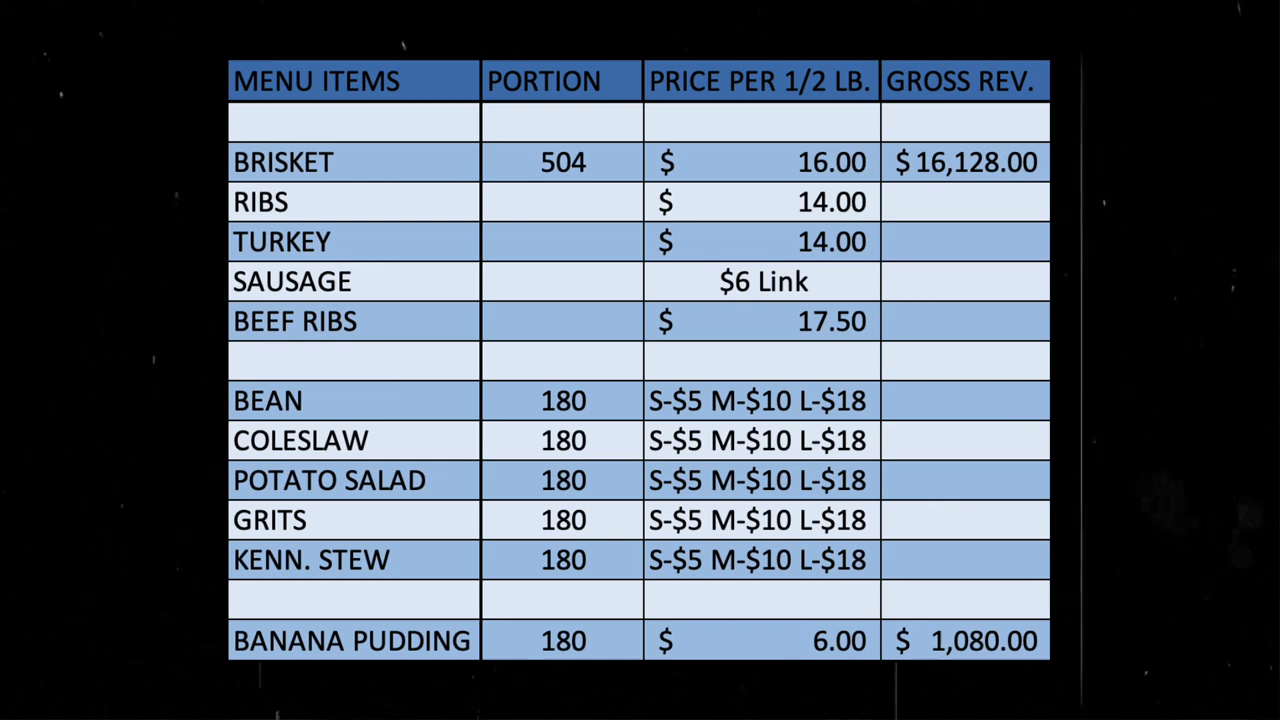 MENU ITEMS PORTION PRICE PER 1/2 LB. GROSS REV.
BRISKET 504 $ 16.00 $ 16,128.00
RIBS $ 14.00
TURKEY $ 14.00
SAUSAGE $6 Link
BEEF RIBS $ 17.50
BEAN 180 S-$5 M-$10 L-$18
COLESLAW 180 S-$5 M-$10 L-$18
POTATO SALAD 180 S-$5 M-$10 L-$18
GRITS 180 S-$5 M-$10 L-$18
KENN. STEW 180 S-$5 M-$10 L-$18
BANANA PUDDING 180 $ 6.00 $ 1,080.00